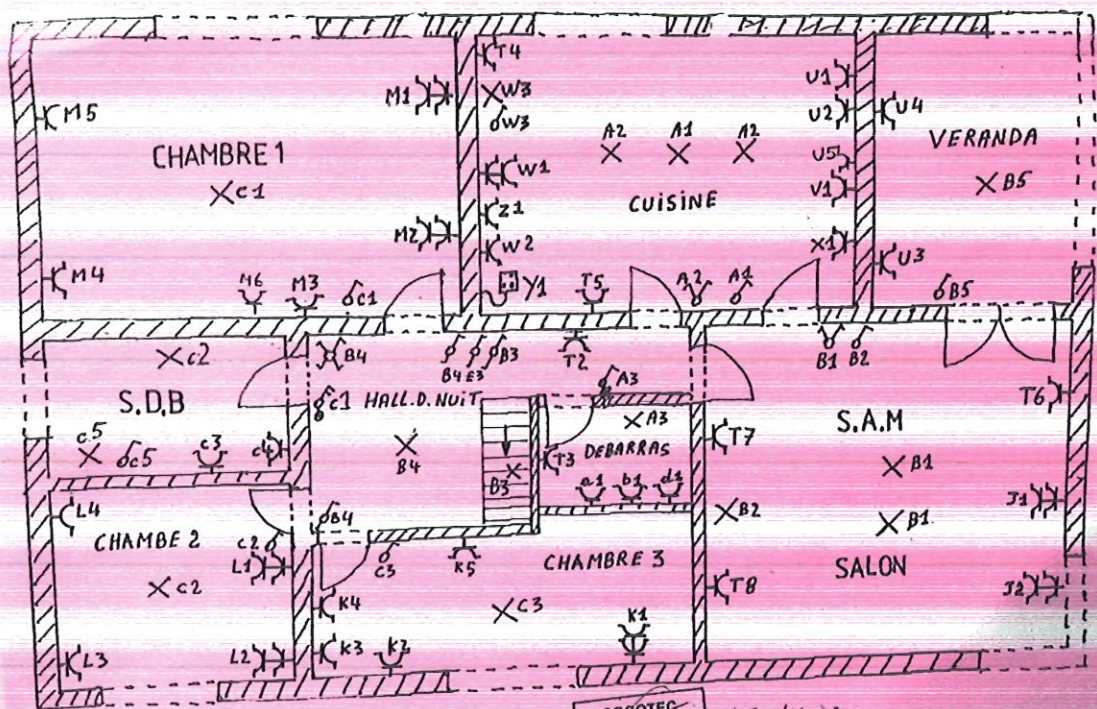 T4
M1
W3
W3
U1
M5
U2
U4
A2 A1 A2
VERANDA
CHAMBRE 1
U5
W1
V1
B5
c1
CUISINE
Z1
M2
W2
X1
U3
M4
M6
M3
c1
Y1
T5
A2
A1
B5
B4
B4 E3
B3
T2
B1
B2
c2
A3
S.D.B
c1
HALL.D.NUIT
T6
A3
S.A.M
c5
c5
c3
c4
B4
B3
T3
DEBARRAS
T7
B1
a1 b1 d1
J1
L4
B4
B2
B1
CHAMBE 2
c2
L1
C3
K5
CHAMBRE 3
SALON
c2
K4
C3
T8
J2
K1
L3
L2
K3
K2